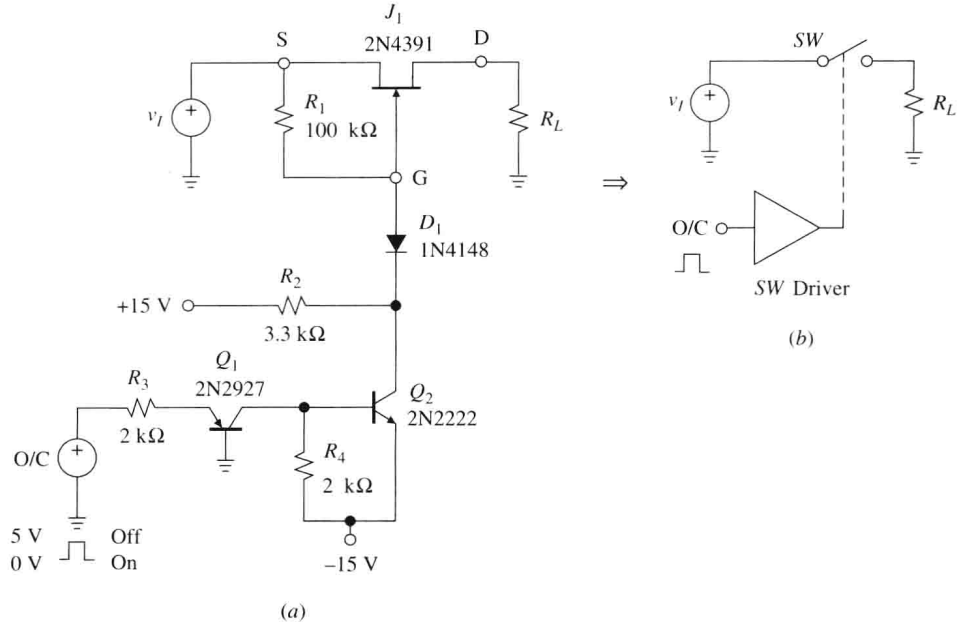 J1
S
2N4391
D
vI
+
R1
100 kΩ
RL
G
D1
1N4148
R2
+15 V
3.3 kΩ
Q1
2N2927
R3
2 kΩ
Q2
2N2222
O/C
+
R4
2 kΩ
5 V Off
0 V On
–15 V
(a)
⇒
SW
vI
+
RL
O/C
SW Driver
(b)